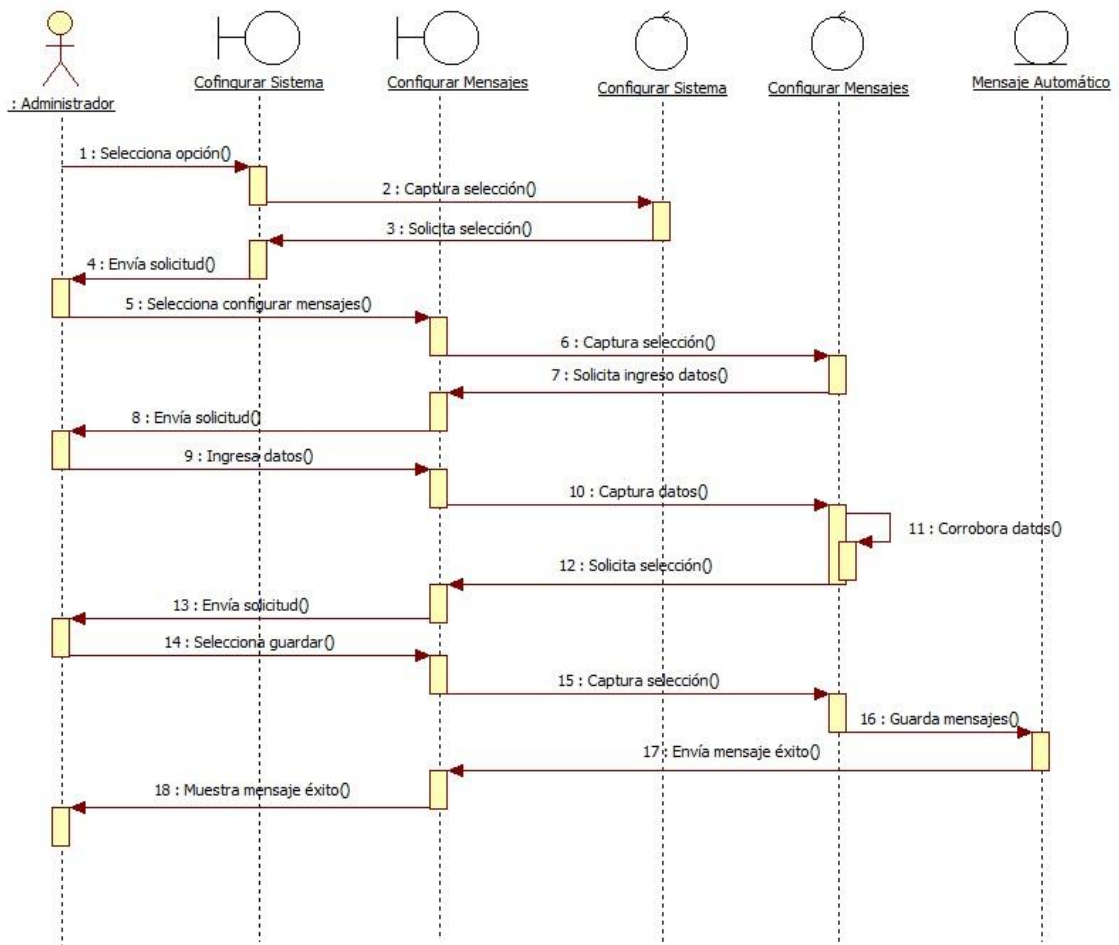 : Administrador
Cofingurar Sistema
Configurar Mensajes
Configurar Sistema
Configurar Mensajes
Mensaje Automático
1 : Selecciona opción()
2 : Captura selección()
3 : Solicita selección()
4 : Envía solicitud()
5 : Selecciona configurar mensajes()
6 : Captura selección()
7 : Solicita ingreso datos()
8 : Envía solicitud()
9 : Ingresa datos()
10 : Captura datos()
11 : Corrobora datos()
12 : Solicita selección()
13 : Envía solicitud()
14 : Selecciona guardar()
15 : Captura selección()
16 : Guarda mensajes()
17 : Envía mensaje éxito()
18 : Muestra mensaje éxito()